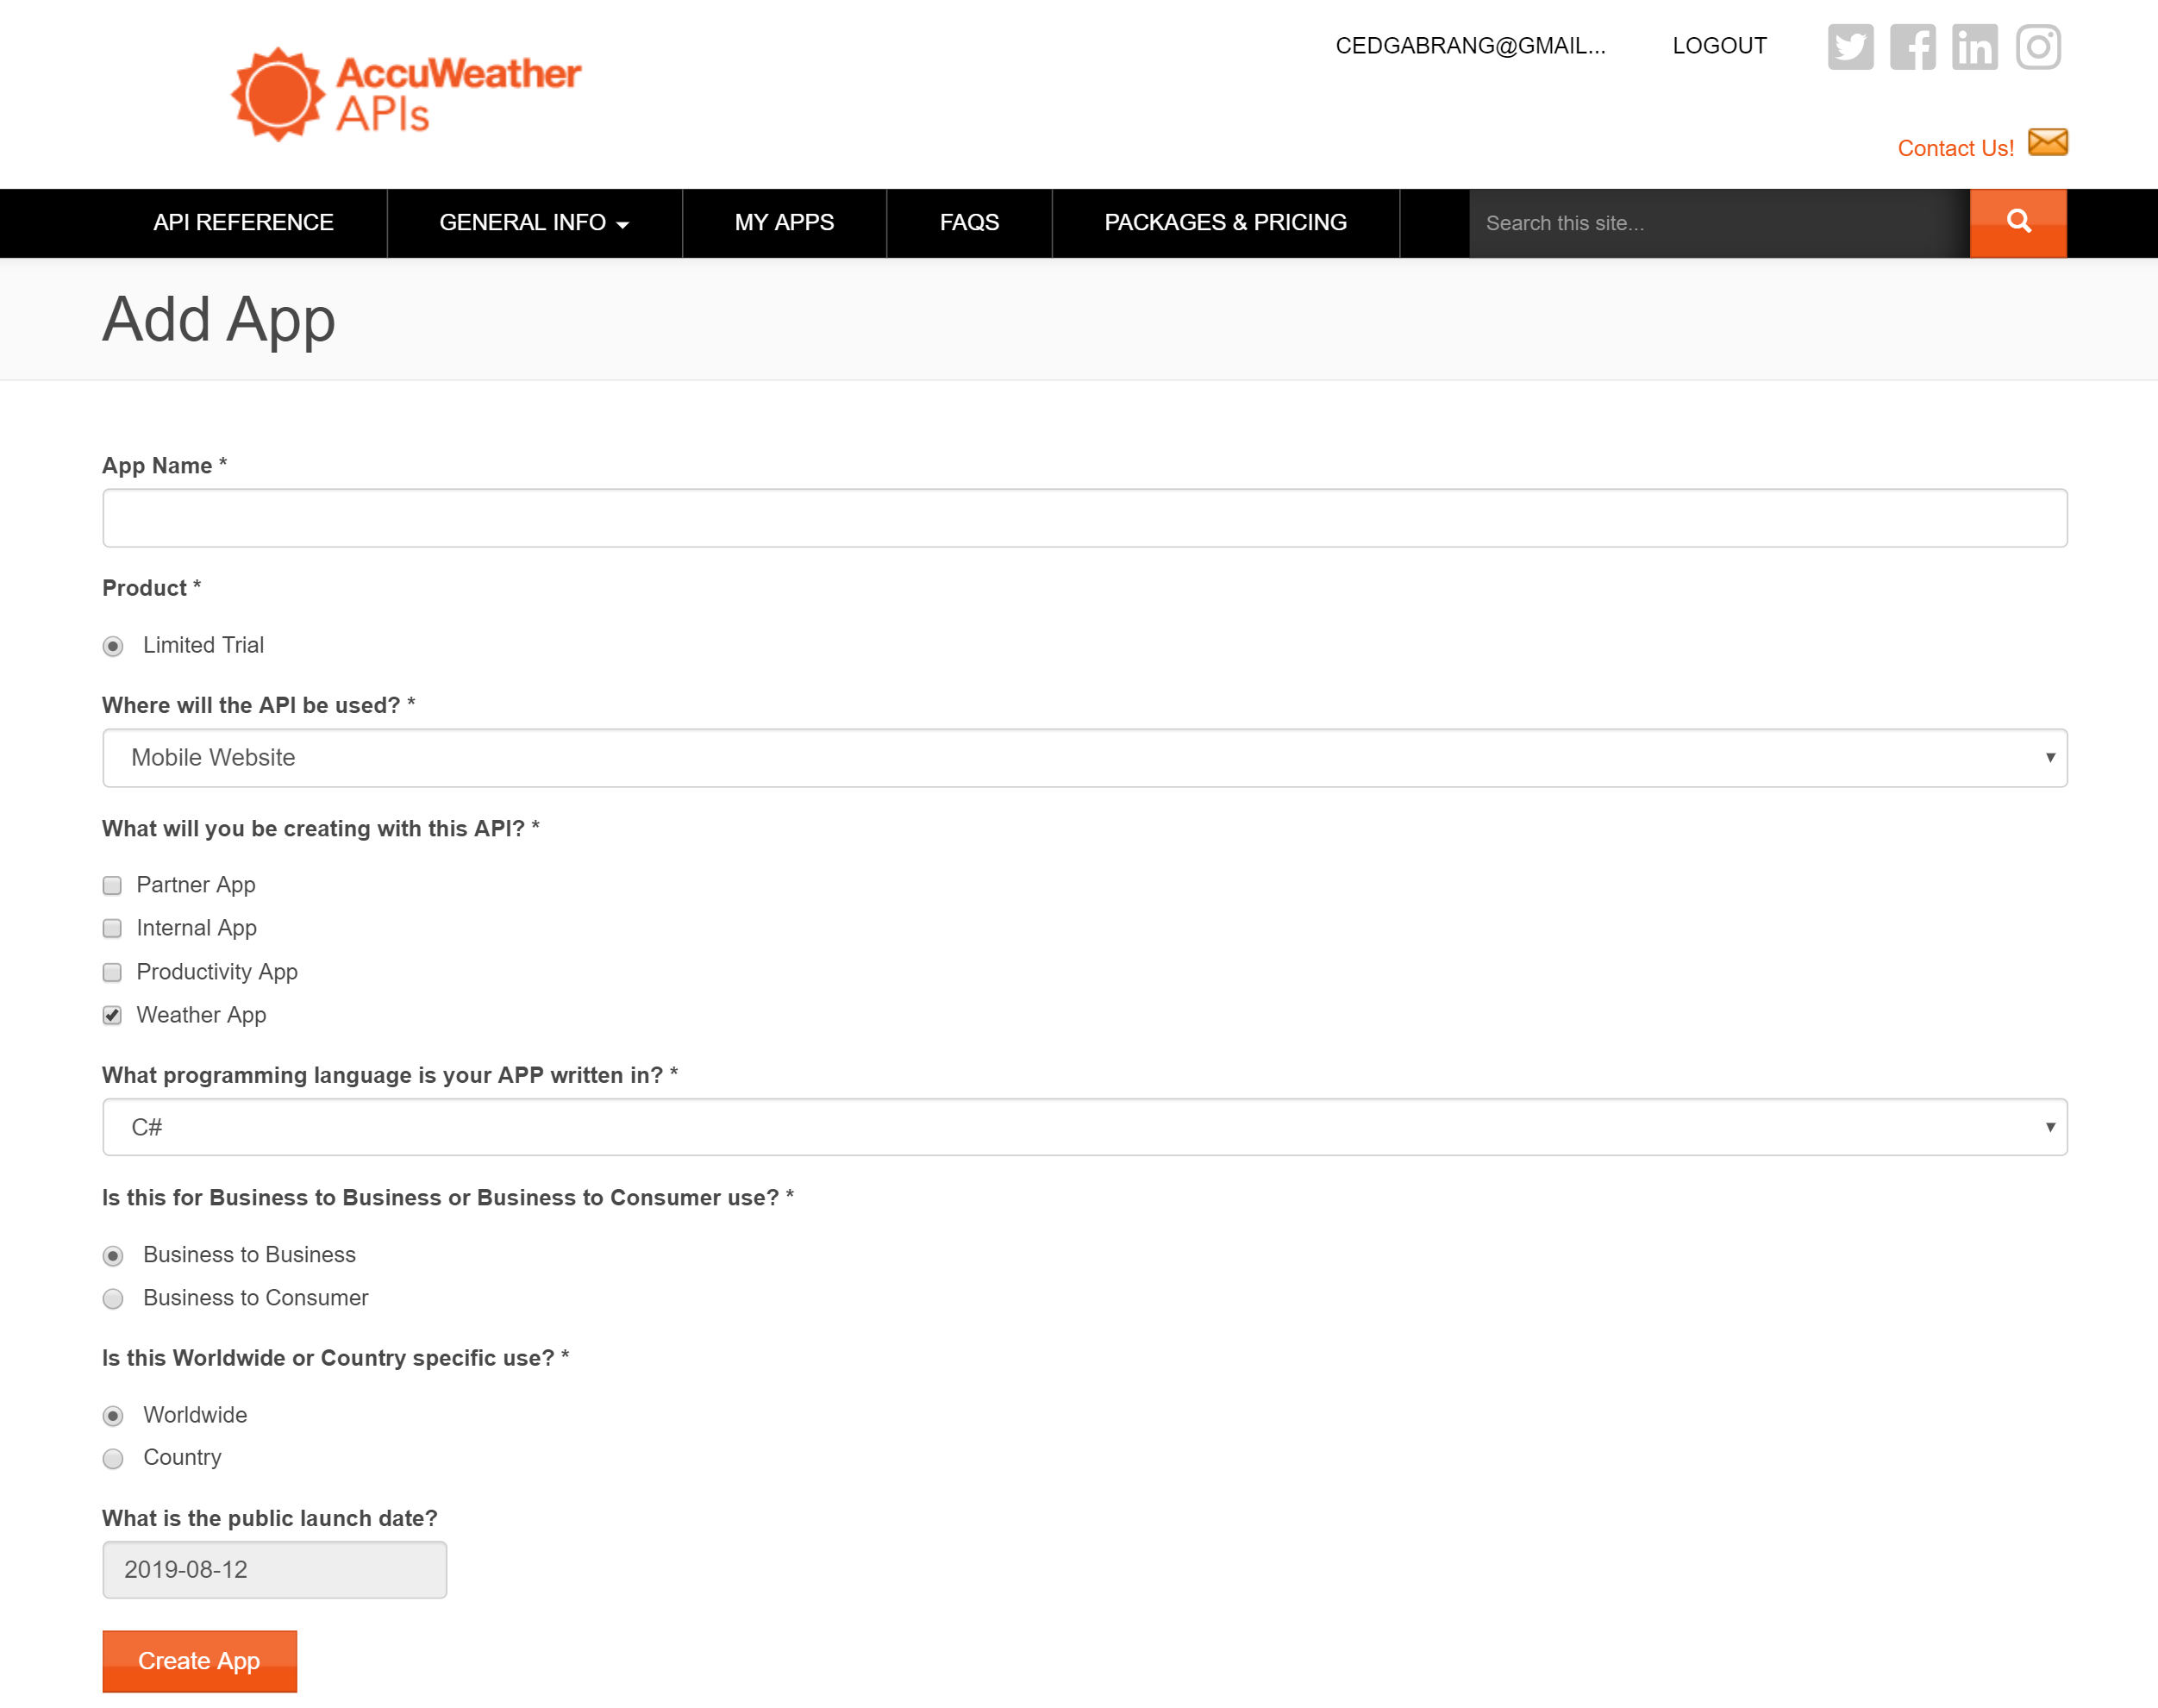 CEDGABRANG@GMAIL... LOGOUT
AccuWeather
APIs
Contact Us!
API REFERENCE GENERAL INFO MY APPS FAQS PACKAGES & PRICING Search this site...
Add App
App Name *
Product *
Limited Trial
Where will the API be used? *
Mobile Website
What will you be creating with this API? *
Partner App
Internal App
Productivity App
Weather App
What programming language is your APP written in? *
C#
Is this for Business to Business or Business to Consumer use? *
Business to Business
Business to Consumer
Is this Worldwide or Country specific use? *
Worldwide
Country
What is the public launch date?
2019-08-12
Create App